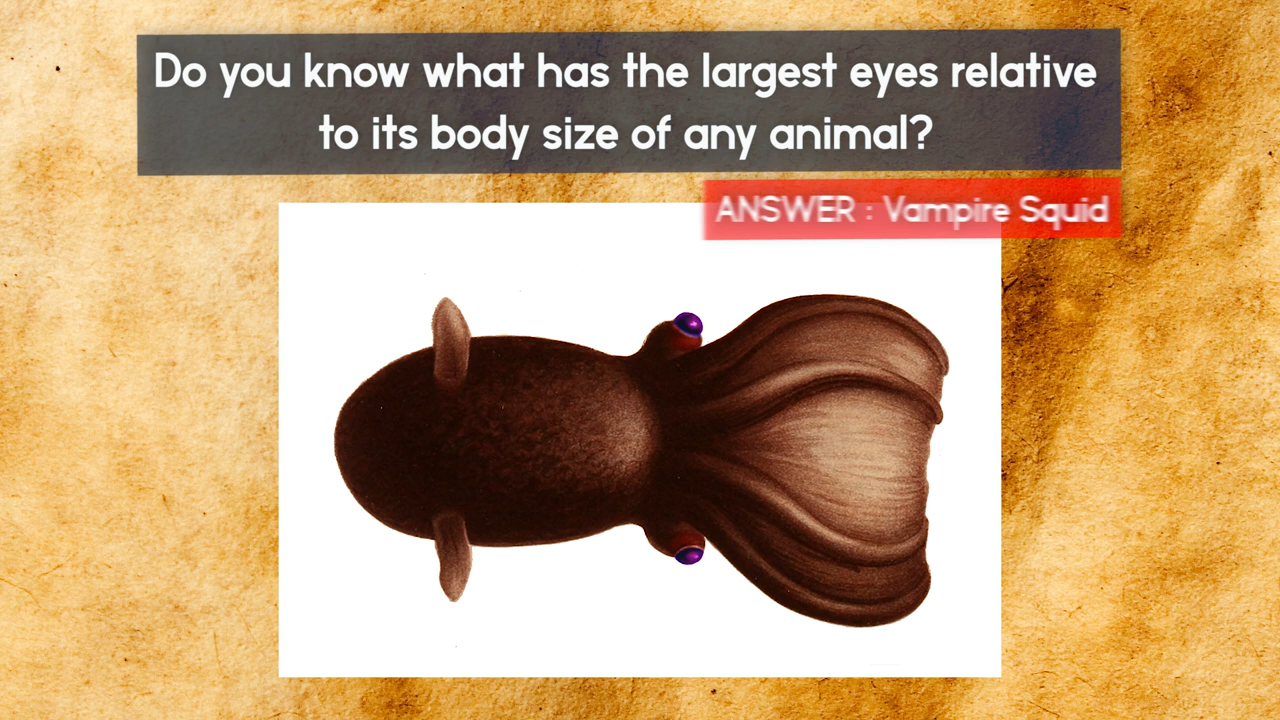 Do you know what has the largest eyes relative
to its body size of any animal?
ANSWER : Vampire Squid